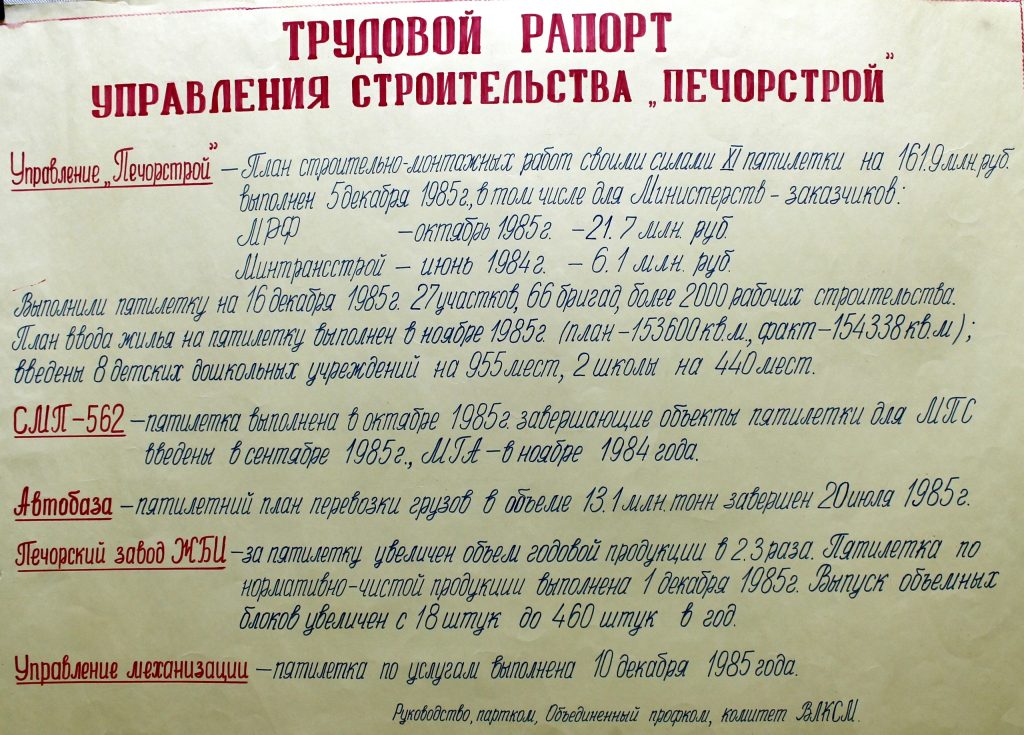 ТРУДОВОЙ РАПОРТ
УПРАВЛЕНИЯ СТРОИТЕЛЬСТВА „ПЕЧОРСТРОЙ”
Управление „Печорстрой” – План строительно-монтажных работ своими силами XI пятилетки на 161.9 млн. руб.
выполнен 5 декабря 1985г., в том числе для Министерств - заказчиков:
МРФ – октябрь 1985г. – 21.7 млн. руб.
Минтрансстрой – июнь 1984г. – 6.1 млн. руб.
Выполнили пятилетку на 16 декабря 1985г. 27 участков, 66 бригад, более 2000 рабочих строительства.
План ввода жилья на пятилетку выполнен в ноябре 1985г. (план – 153600 кв.м., факт – 154338 кв.м);
введены 8 детских дошкольных учреждений на 955 мест, 2 школы на 440 мест.
СМП-562 – пятилетка выполнена в октябре 1985г. завершающие объекты пятилетки для МПС
введены в сентябре 1985г., МГА – в ноябре 1984 года.
Автобаза – пятилетний план перевозки грузов в объеме 13.1 млн. тонн завершен 20 июля 1985г.
Печорский завод ЖБИ – за пятилетку увеличен объем годовой продукции в 2.3 раза. Пятилетка по
нормативно-чистой продукции выполнена 1 декабря 1985г. Выпуск объемных
блоков увеличен с 18 штук до 460 штук в год.
Управление механизации – пятилетка по услугам выполнена 10 декабря 1985 года.
Руководство, партком, Объединенный профком, комитет ВЛКСМ.